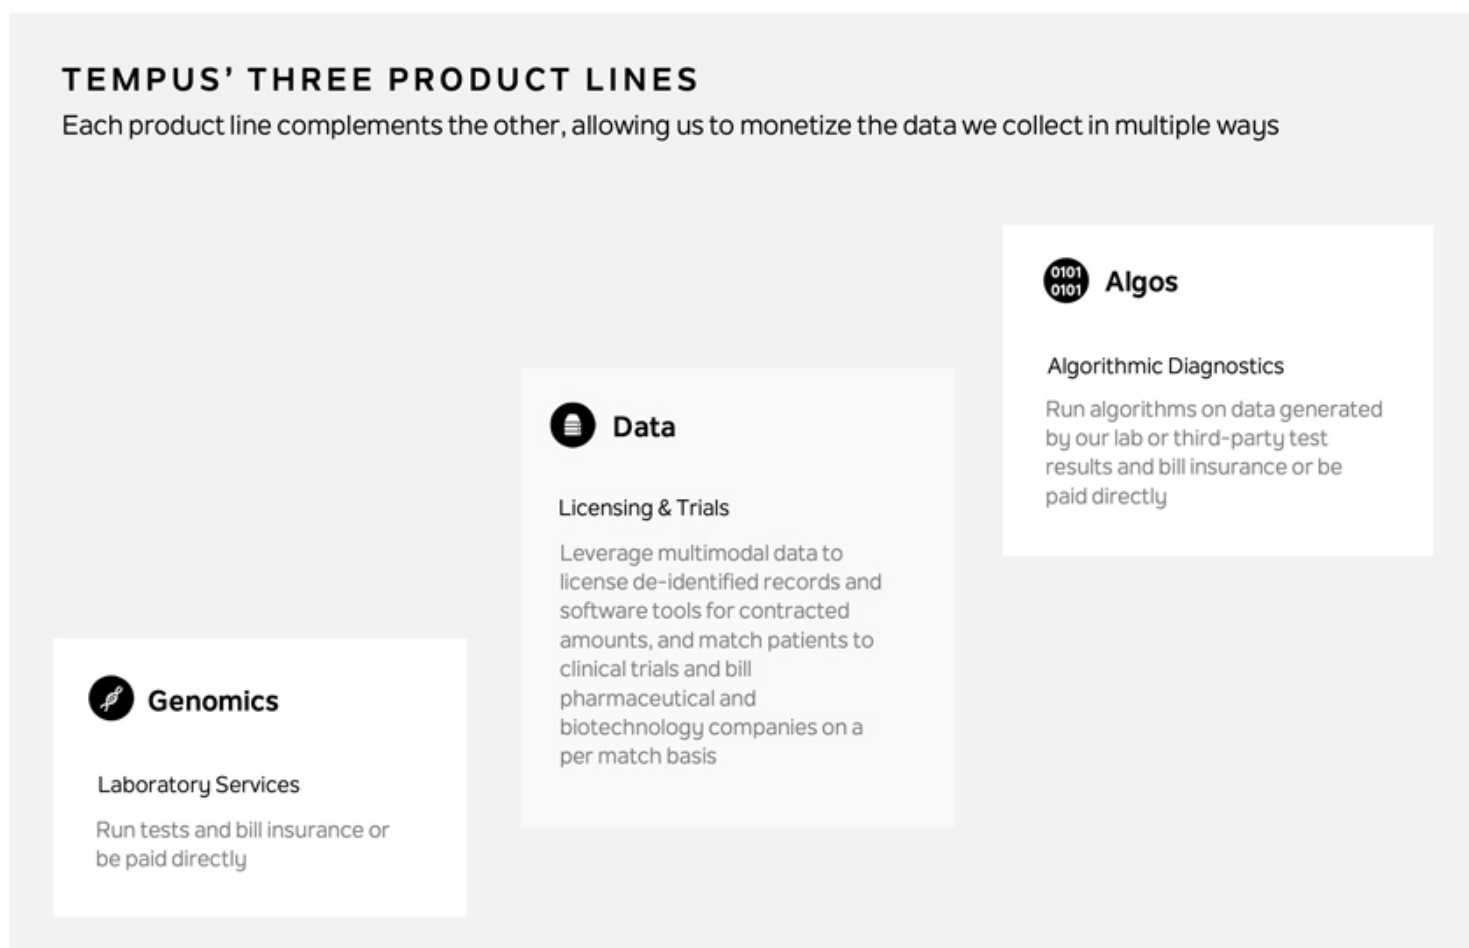 TEMPUS’ THREE PRODUCT LINES
Each product line complements the other, allowing us to monetize the data we collect in multiple ways
Genomics
Laboratory Services
Run tests and bill insurance or
be paid directly
Data
Licensing & Trials
Leverage multimodal data to
license de-identified records and
software tools for contracted
amounts, and match patients to
clinical trials and bill
pharmaceutical and
biotechnology companies on a
per match basis
0101
0101
Algos
Algorithmic Diagnostics
Run algorithms on data generated
by our lab or third-party test
results and bill insurance or be
paid directly